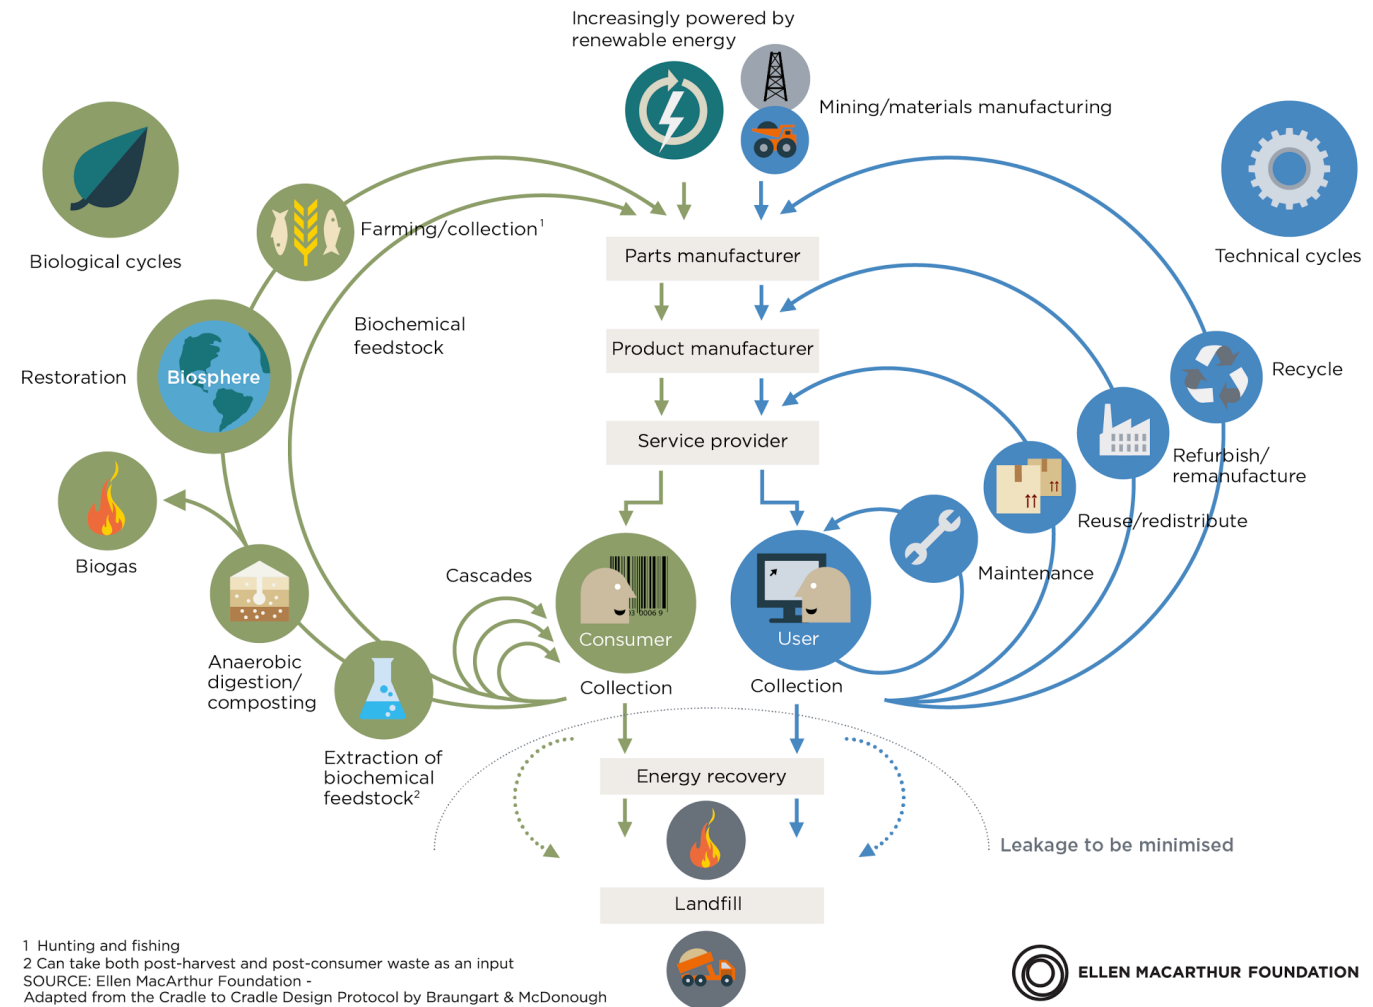 Increasingly powered by
renewable energy
Mining/materials manufacturing
Biological cycles
Technical cycles
Farming/collection¹
Parts manufacturer
Biochemical
feedstock
Product manufacturer
Restoration
Biosphere
Recycle
Service provider
Refurbish/
remanufacture
Reuse/redistribute
Biogas
Cascades
Maintenance
03 0006 9
Consumer
User
Anaerobic
digestion/
composting
Collection
Collection
Extraction of
biochemical
feedstock²
Energy recovery
Leakage to be minimised
Landfill
1 Hunting and fishing
2 Can take both post-harvest and post-consumer waste as an input
SOURCE: Ellen MacArthur Foundation -
Adapted from the Cradle to Cradle Design Protocol by Braungart & McDonough
ELLEN MACARTHUR FOUNDATION